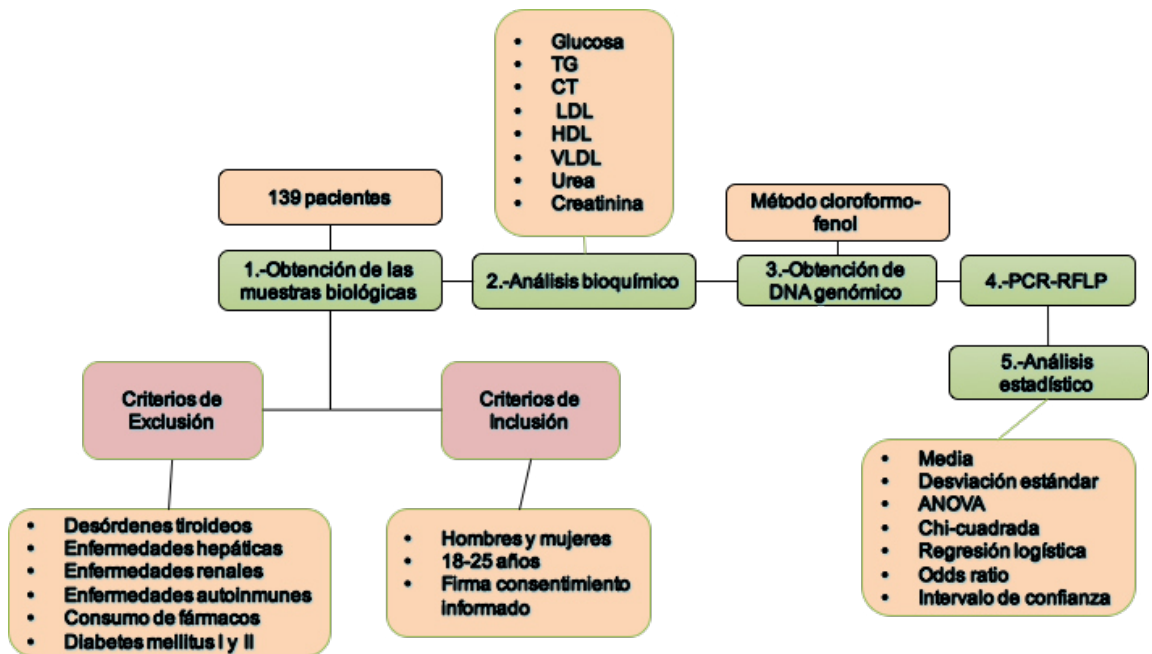 • Glucosa
• TG
• CT
• LDL
• HDL
• VLDL
• Urea
• Creatinina
139 pacientes
Método cloroformo-
fenol
1.-Obtención de las
muestras biológicas
2.-Análisis bioquímico
3.-Obtención de
DNA genómico
4.-PCR-RFLP
5.-Análisis
estadístico
Criterios de
Exclusión
Criterios de
Inclusión
• Desórdenes tiroideos
• Enfermedades hepáticas
• Enfermedades renales
• Enfermedades autoinmunes
• Consumo de fármacos
• Diabetes mellitus I y II
• Hombres y mujeres
• 18-25 años
• Firma consentimiento
informado
• Media
• Desviación estándar
• ANOVA
• Chi-cuadrada
• Regresión logística
• Odds ratio
• Intervalo de confianza